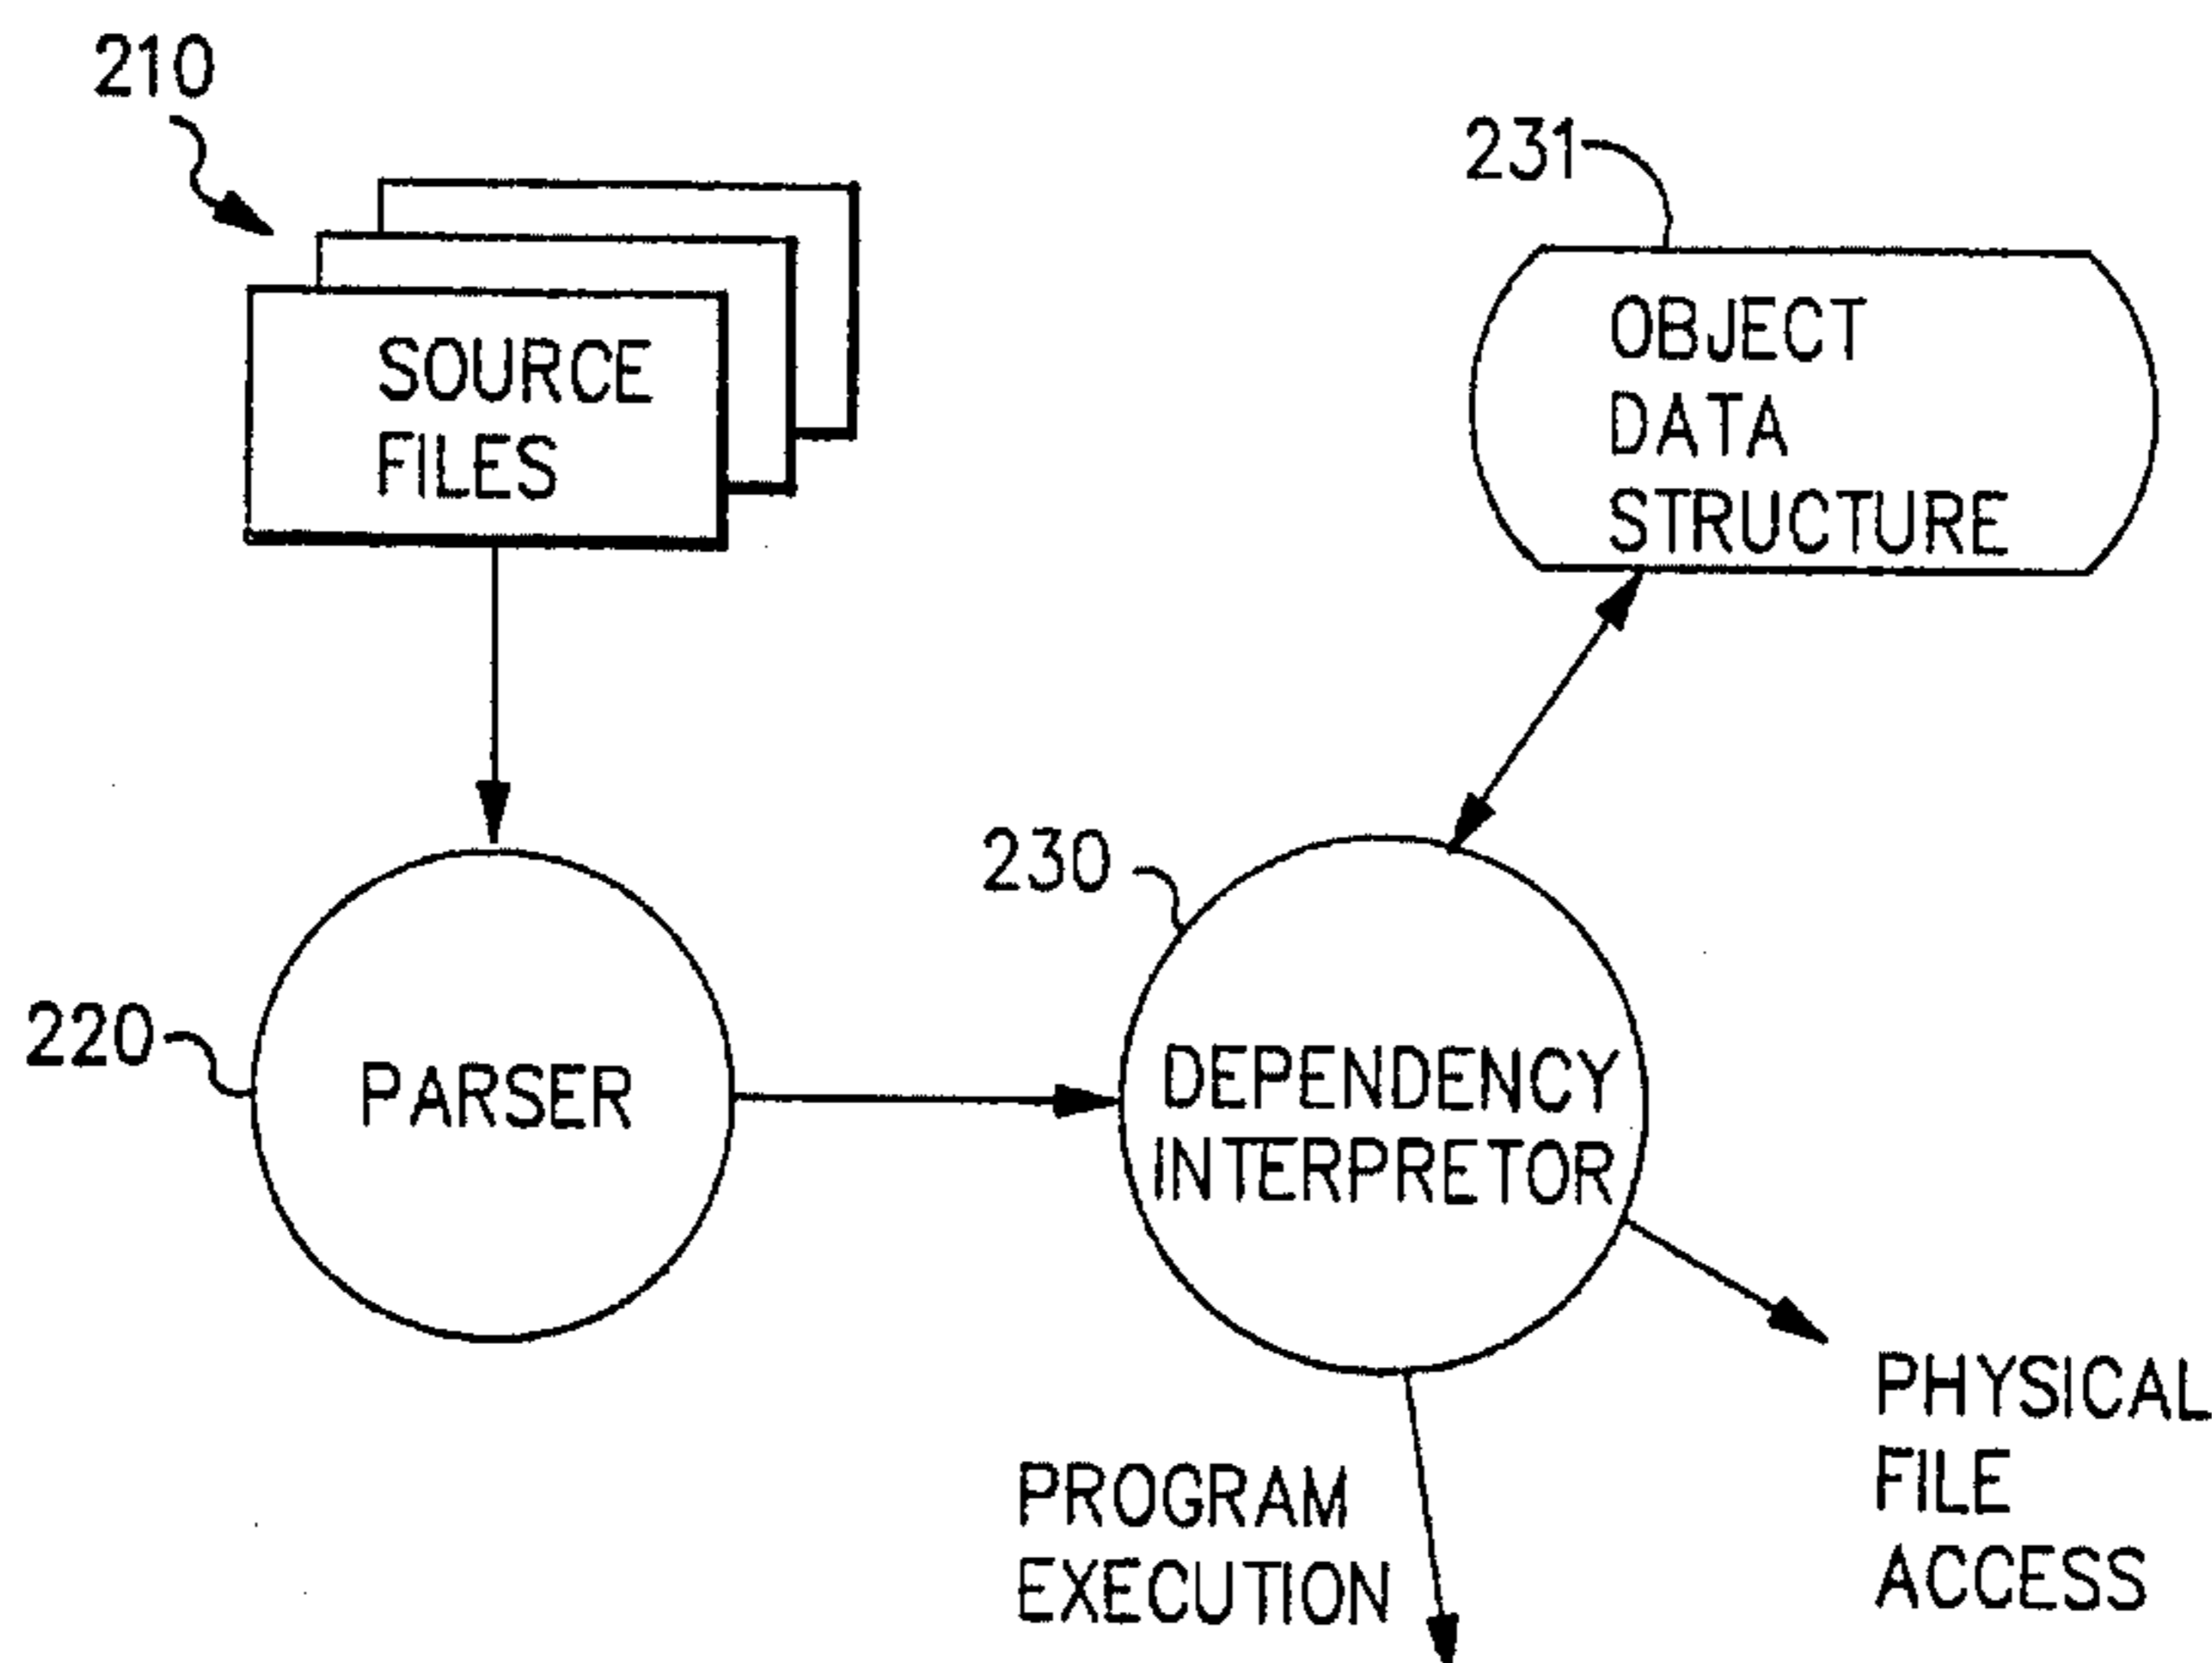 210
SOURCE
FILES
231
OBJECT
DATA
STRUCTURE
220
PARSER
230
DEPENDENCY
INTERPRETOR
PROGRAM
EXECUTION
PHYSICAL
FILE
ACCESS